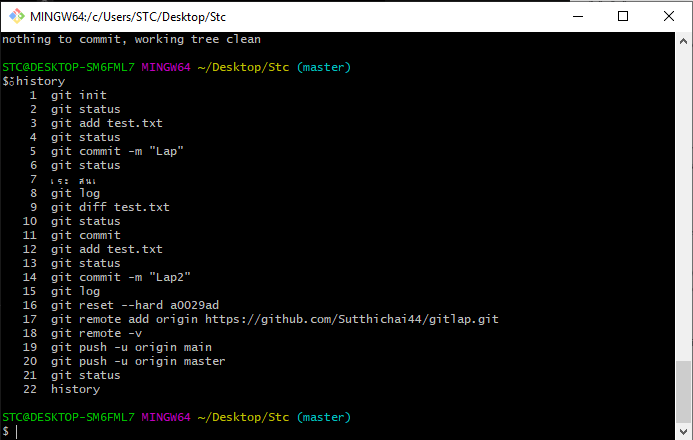 MINGW64:/c/Users/STC/Desktop/Stc
nothing to commit, working tree clean
STC@DESKTOP-SM6FML7 MINGW64 ~/Desktop/Stc (master)
$ history
1 git init
2 git status
3 git add test.txt
4 git status
5 git commit -m "Lap"
6 git status
7
8 git log
9 git diff test.txt
10 git status
11 git commit
12 git add test.txt
13 git status
14 git commit -m "Lap2"
15 git log
16 git reset --hard a0029ad
17 git remote add origin https://github.com/Sutthichai44/gitlap.git
18 git remote -v
19 git push -u origin main
20 git push -u origin master
21 git status
22 history
STC@DESKTOP-SM6FML7 MINGW64 ~/Desktop/Stc (master)
$